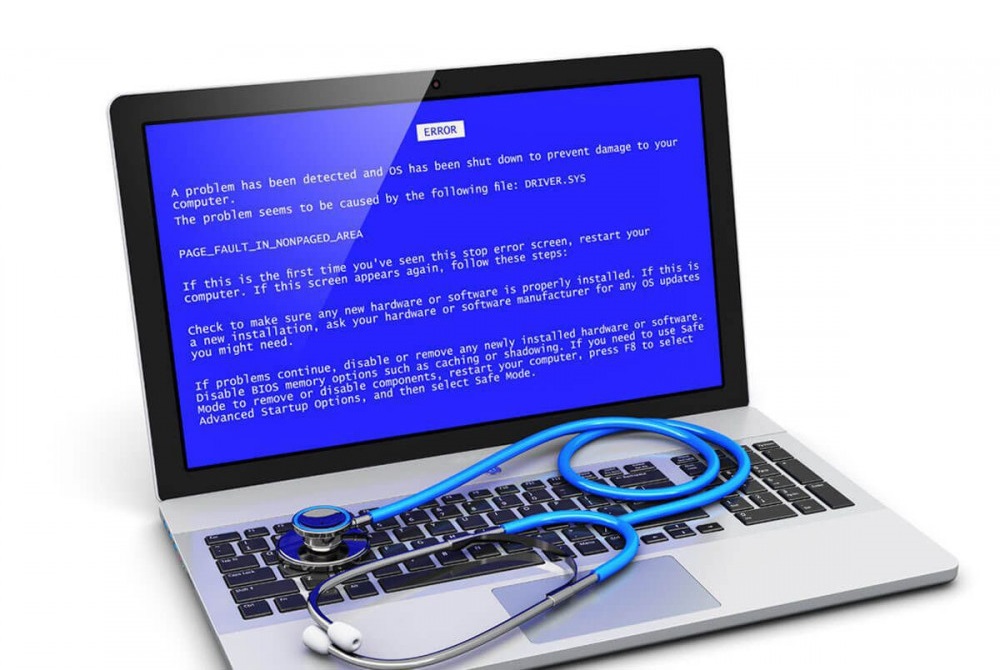 ERROR
A problem has been detected and OS has been shut down to prevent damage to your
computer.
The problem seems to be caused by the following file: DRIVER.SYS
PAGE_FAULT_IN_NONPAGED_AREA
If this is the first time you've seen this stop error screen, restart your
computer. If this screen appears again, follow these steps:
Check to make sure any new hardware or software is properly installed. If this is
a new installation, ask your hardware or software manufacturer for any OS updates
you might need.
If problems continue, disable or remove any newly installed hardware or software.
Disable BIOS memory options such as caching or shadowing. If you need to use Safe
Mode to remove or disable components, restart your computer, press F8 to select
Advanced Startup Options, and then select Safe Mode.